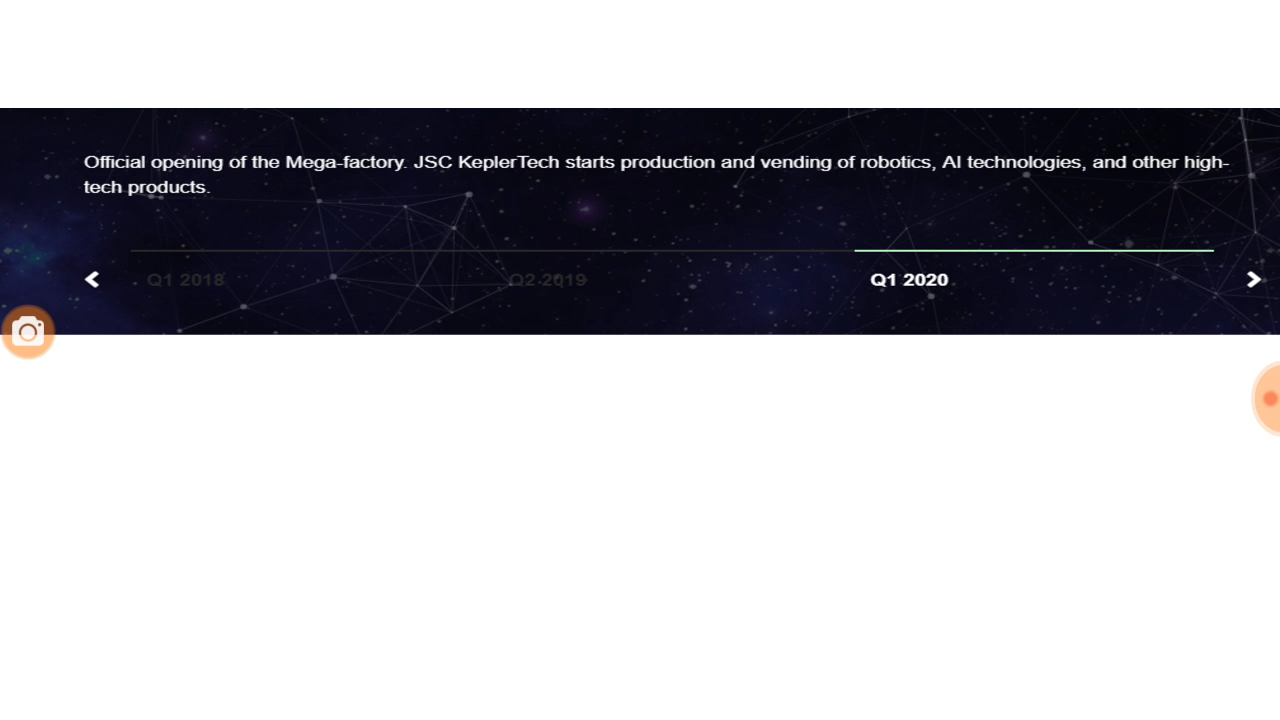 Official opening of the Mega-factory. JSC KeplerTech starts production and vending of robotics, AI technologies, and other high-
tech products.
Q1 2018 Q2 2019 Q1 2020